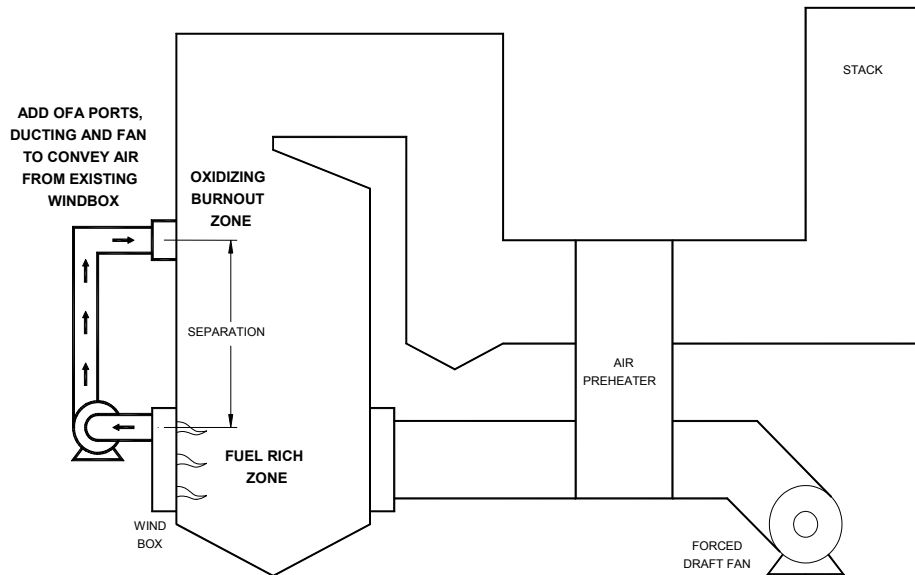 STACK
ADD OFA PORTS,
DUCTING AND FAN
TO CONVEY AIR
FROM EXISTING
WINDBOX
OXIDIZING
BURNOUT
ZONE
SEPARATION
AIR
PREHEATER
FUEL RICH
ZONE
WIND
BOX
FORCED
DRAFT FAN